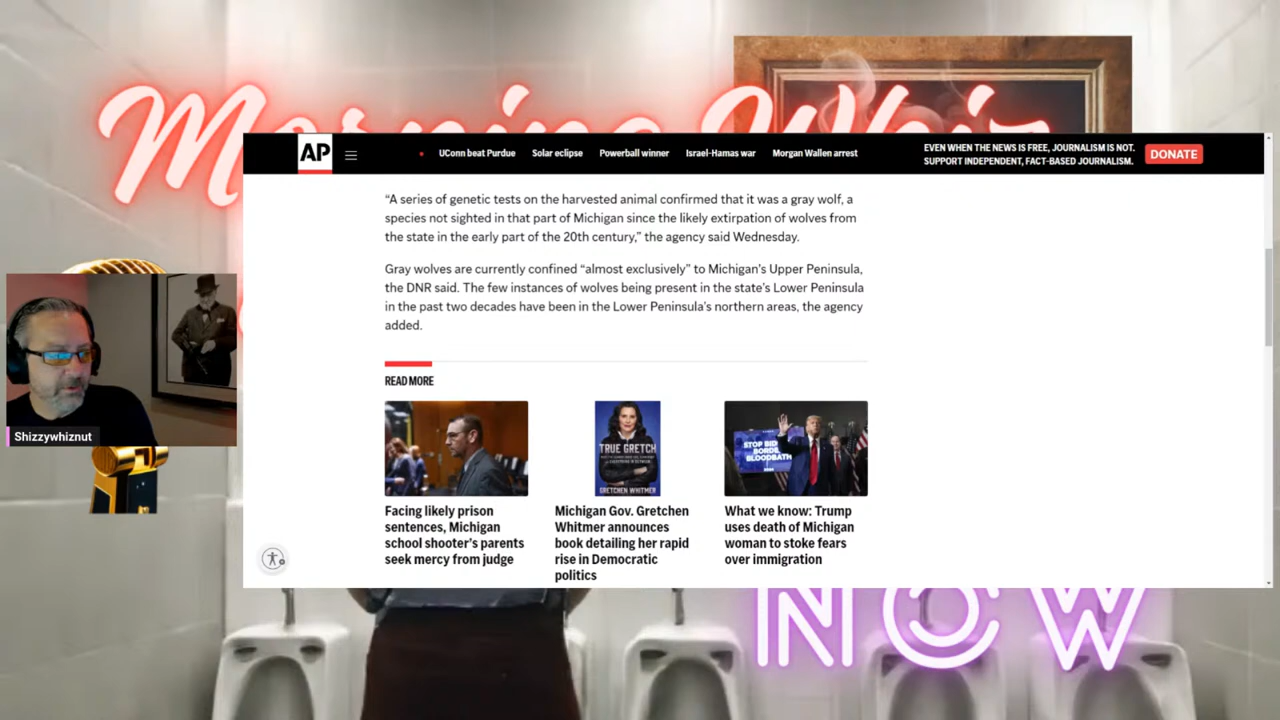 Morning Whiz
AP
UConn beat Purdue
Solar eclipse
Powerball winner
Israel-Hamas war
Morgan Wallen arrest
EVEN WHEN THE NEWS IS FREE, JOURNALISM IS NOT.
SUPPORT INDEPENDENT, FACT-BASED JOURNALISM.
DONATE
“A series of genetic tests on the harvested animal confirmed that it was a gray wolf, a
species not sighted in that part of Michigan since the likely extirpation of wolves from
the state in the early part of the 20th century,” the agency said Wednesday.
Gray wolves are currently confined “almost exclusively” to Michigan’s Upper Peninsula,
the DNR said. The few instances of wolves being present in the state’s Lower Peninsula
in the past two decades have been in the Lower Peninsula’s northern areas, the agency
added.
READ MORE
TRUE GRETCH
GRETCHEN WHITMER
STOP BID
BORDE
BLOODBATH
Facing likely prison
sentences, Michigan
school shooter’s parents
seek mercy from judge
Michigan Gov. Gretchen
Whitmer announces
book detailing her rapid
rise in Democratic
politics
What we know: Trump
uses death of Michigan
woman to stoke fears
over immigration
Shizzywhiznut
NOW